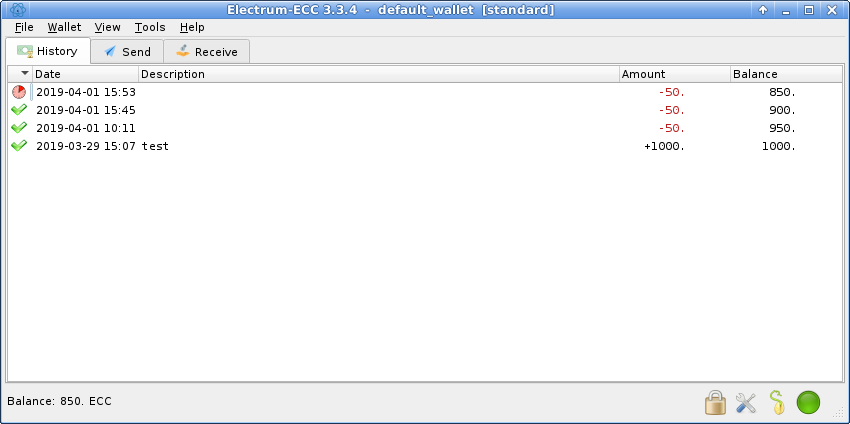 Electrum-ECC 3.3.4 - default_wallet [standard]
File Wallet View Tools Help
History Send Receive
Date Description Amount Balance
2019-04-01 15:53 -50. 850.
2019-04-01 15:45 -50. 900.
2019-04-01 10:11 -50. 950.
2019-03-29 15:07 test +1000. 1000.
Balance: 850. ECC